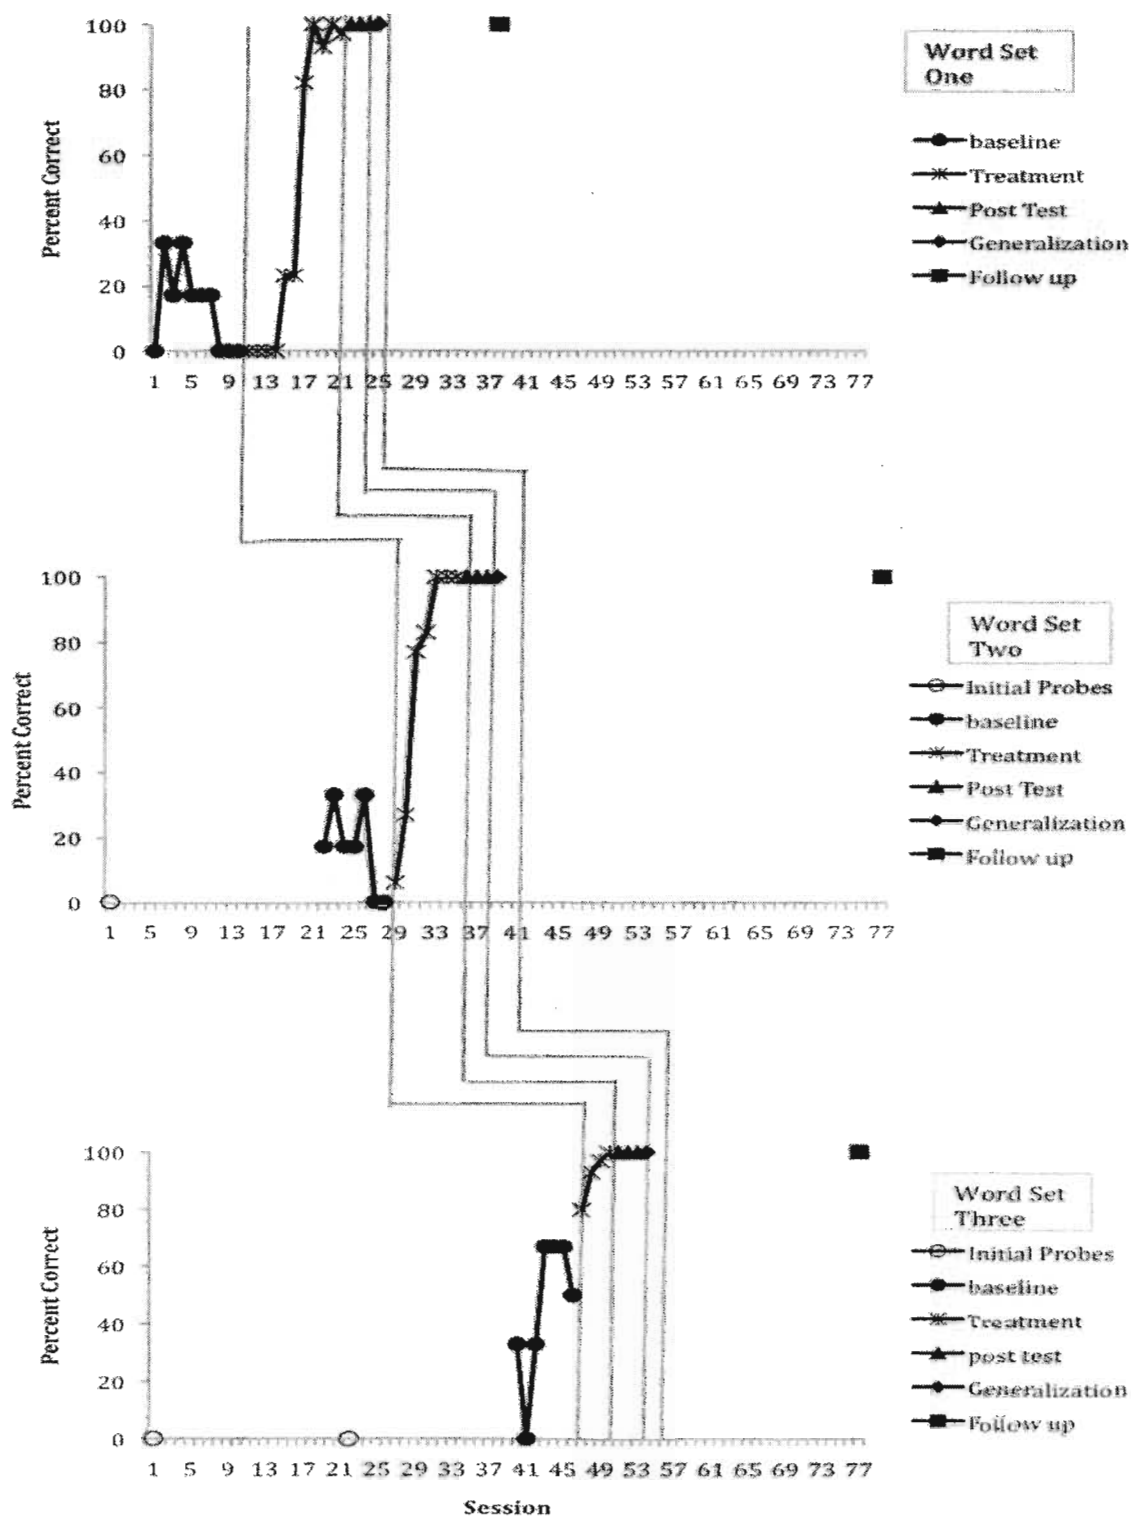 Word Set
One
Percent Correct
100
80
60
40
20
0
baseline
Treatment
Post Test
Generalization
Follow up
1 5 9 13 17 21 25 29 33 37 41 45 49 53 57 61 65 69 73 77
Word Set
Two
Percent Correct
100
80
60
40
20
0
Initial Probes
baseline
Treatment
Post Test
Generalization
Follow up
1 5 9 13 17 21 25 29 33 37 41 45 49 53 57 61 65 69 73 77
Word Set
Three
Percent Correct
100
80
60
40
20
0
Initial Probes
baseline
Treatment
post test
Generalization
Follow up
1 5 9 13 17 21 25 29 33 37 41 45 49 53 57 61 65 69 73 77
Session